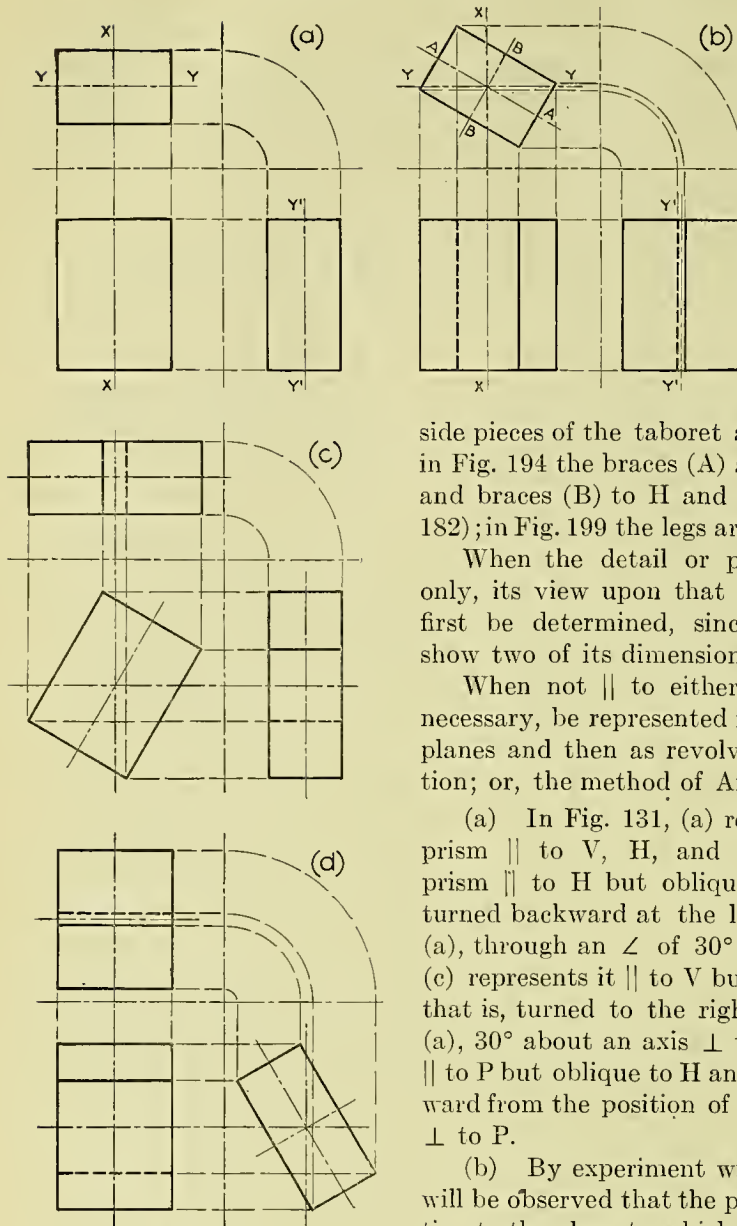 (a)
X
Y Y
Y'
X Y'
(b)
X
A B
Y Y
A
B
Y'
X Y'
(c)
(d)
side pieces of the taboret a
in Fig. 194 the braces (A)
and braces (B) to H and
182); in Fig. 199 the legs ar
When the detail or p
only, its view upon that
first be determined, sinc
show two of its dimension
When not || to either
necessary, be represented
planes and then as revolv
tion; or, the method of A
(a) In Fig. 131, (a) r
prism || to V, H, and
prism || to H but obliqu
turned backward at the l
(a), through an ∠ of 30°
(c) represents it || to V bu
that is, turned to the righ
(a), 30° about an axis ⊥
|| to P but oblique to H an
ward from the position of
⊥ to P.
(b) By experiment w
will be observed that the p